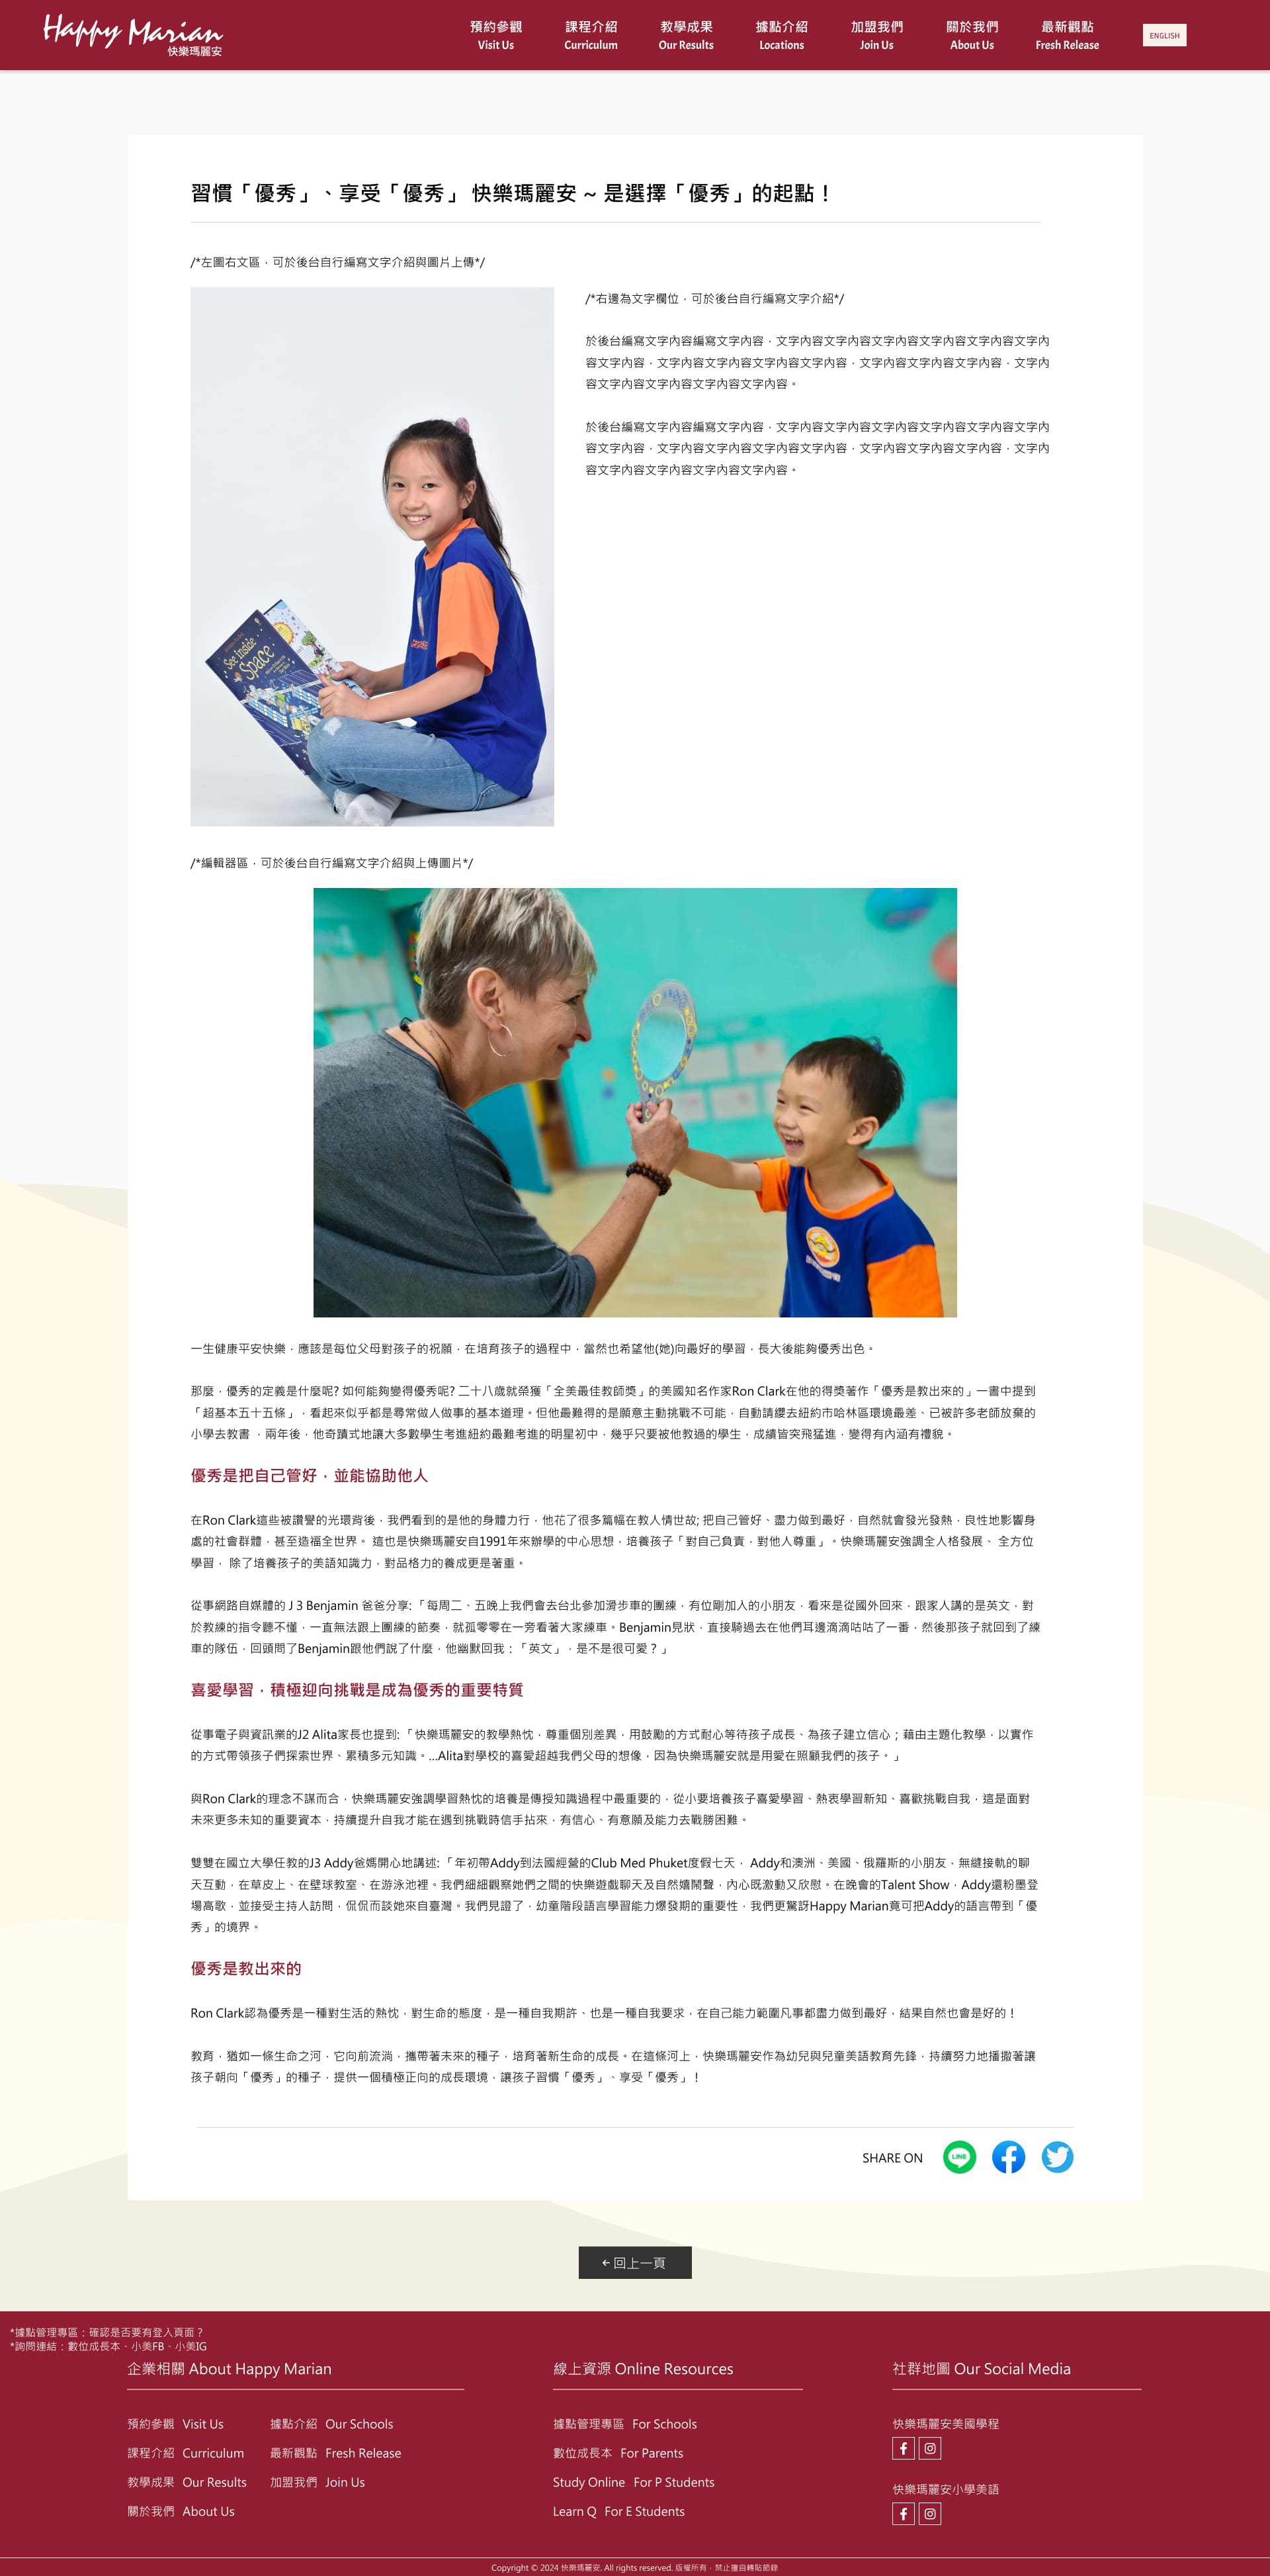 Happy Marian
快樂瑪麗安
預約參觀 課程介紹 教學成果 據點介紹 加盟我們 關於我們 最新觀點
Visit Us Curriculum Our Results Locations Join Us About Us Fresh Release
ENGLISH
習慣「優秀」、享受「優秀」 快樂瑪麗安 ~ 是選擇「優秀」的起點！
/*左圖右文區，可於後台自行編寫文字介紹與圖片上傳*/
/*右邊為文字欄位，可於後台自行編寫文字介紹*/
於後台編寫文字內容編寫文字內容，文字內容文字內容文字內容文字內容文字內容文字內
容文字內容，文字內容文字內容文字內容文字內容，文字內容文字內容文字內容，文字內
容文字內容文字內容文字內容文字內容。
於後台編寫文字內容編寫文字內容，文字內容文字內容文字內容文字內容文字內容文字內
容文字內容，文字內容文字內容文字內容文字內容，文字內容文字內容文字內容，文字內
容文字內容文字內容文字內容文字內容。
See inside
Space
/*編輯器區，可於後台自行編寫文字介紹與上傳圖片*/
一生健康平安快樂，應該是每位父母對孩子的祝願，在培育孩子的過程中，當然也希望他(她)向最好的學習，長大後能夠優秀出色。
那麼，優秀的定義是什麼呢? 如何能夠變得優秀呢? 二十八歲就榮獲「全美最佳教師獎」的美國知名作家Ron Clark在他的得獎著作「優秀是教出來的」一書中提到
「超基本五十五條」，看起來似乎都是尋常做人做事的基本道理。但他最難得的是願意主動挑戰不可能，自動請纓去紐約市哈林區環境最差、已被許多老師放棄的
小學去教書 ，兩年後，他奇蹟式地讓大多數學生考進紐約最難考進的明星初中，幾乎只要被他教過的學生，成績皆突飛猛進，變得有內涵有禮貌。
優秀是把自己管好，並能協助他人
在Ron Clark這些被讚譽的光環背後，我們看到的是他的身體力行，他花了很多篇幅在教人情世故; 把自己管好、盡力做到最好，自然就會發光發熱，良性地影響身
處的社會群體，甚至造福全世界。 這也是快樂瑪麗安自1991年來辦學的中心思想，培養孩子「對自己負責，對他人尊重」。快樂瑪麗安強調全人格發展、 全方位
學習， 除了培養孩子的美語知識力，對品格力的養成更是著重。
從事網路自媒體的 J 3 Benjamin 爸爸分享:「每周二、五晚上我們會去台北參加滑步車的團練，有位剛加入的小朋友，看來是從國外回來，跟家人講的是英文，對
於教練的指令聽不懂，一直無法跟上團練的節奏，就孤零零在一旁看著大家練車。Benjamin見狀，直接騎過去在他們耳邊滴滴咕咕了一番，然後那孩子就回到了練
車的隊伍，回頭問了Benjamin跟他們說了什麼，他幽默回我：「英文」，是不是很可愛？」
喜愛學習，積極迎向挑戰是成為優秀的重要特質
從事電子與資訊業的J2 Alita家長也提到:「快樂瑪麗安的教學熱忱，尊重個別差異，用鼓勵的方式耐心等待孩子成長、為孩子建立信心；藉由主題化教學，以實作
的方式帶領孩子們探索世界、累積多元知識。...Alita對學校的喜愛超越我們父母的想像，因為快樂瑪麗安就是用愛在照顧我們的孩子。」
與Ron Clark的理念不謀而合，快樂瑪麗安強調學習熱忱的培養是傳授知識過程中最重要的，從小要培養孩子喜愛學習、熱衷學習新知、喜歡挑戰自我，這是面對
未來更多未知的重要資本，持續提升自我才能在遇到挑戰時信手拈來，有信心、有意願及能力去戰勝困難。
雙雙在國立大學任教的J3 Addy爸媽開心地講述:「年初帶Addy到法國經營的Club Med Phuket度假七天， Addy和澳洲、美國、俄羅斯的小朋友，無縫接軌的聊
天互動，在草皮上、在壁球教室、在游泳池裡。我們細細觀察她們之間的快樂遊戲聊天及自然嬉鬧聲，內心既激動又欣慰。在晚會的Talent Show，Addy還粉墨登
場高歌，並接受主持人訪問，侃侃而談她來自臺灣。我們見證了，幼童階段語言學習能力爆發期的重要性，我們更驚訝Happy Marian竟可把Addy的語言帶到「優
秀」的境界。
優秀是教出來的
Ron Clark認為優秀是一種對生活的熱忱，對生命的態度，是一種自我期許、也是一種自我要求，在自己能力範圍凡事都盡力做到最好，結果自然也會是好的！
教育，猶如一條生命之河，它向前流淌，攜帶著未來的種子，培育著新生命的成長。在這條河上，快樂瑪麗安作為幼兒與兒童美語教育先鋒，持續努力地播撒著讓
孩子朝向「優秀」的種子，提供一個積極正向的成長環境，讓孩子習慣「優秀」、享受「優秀」！
SHARE ON
LINE
回上一頁
*據點管理專區：確認是否要有登入頁面？
*詢問連結：數位成長本、小美FB、小美IG
企業相關 About Happy Marian 線上資源 Online Resources 社群地圖 Our Social Media
預約參觀 Visit Us 據點介紹 Our Schools 據點管理專區 For Schools 快樂瑪麗安美國學程
課程介紹 Curriculum 最新觀點 Fresh Release 數位成長本 For Parents
教學成果 Our Results 加盟我們 Join Us Study Online For P Students 快樂瑪麗安小學美語
關於我們 About Us Learn Q For E Students
Copyright © 2024 快樂瑪麗安. All rights reserved. 版權所有，禁止擅自轉貼節錄